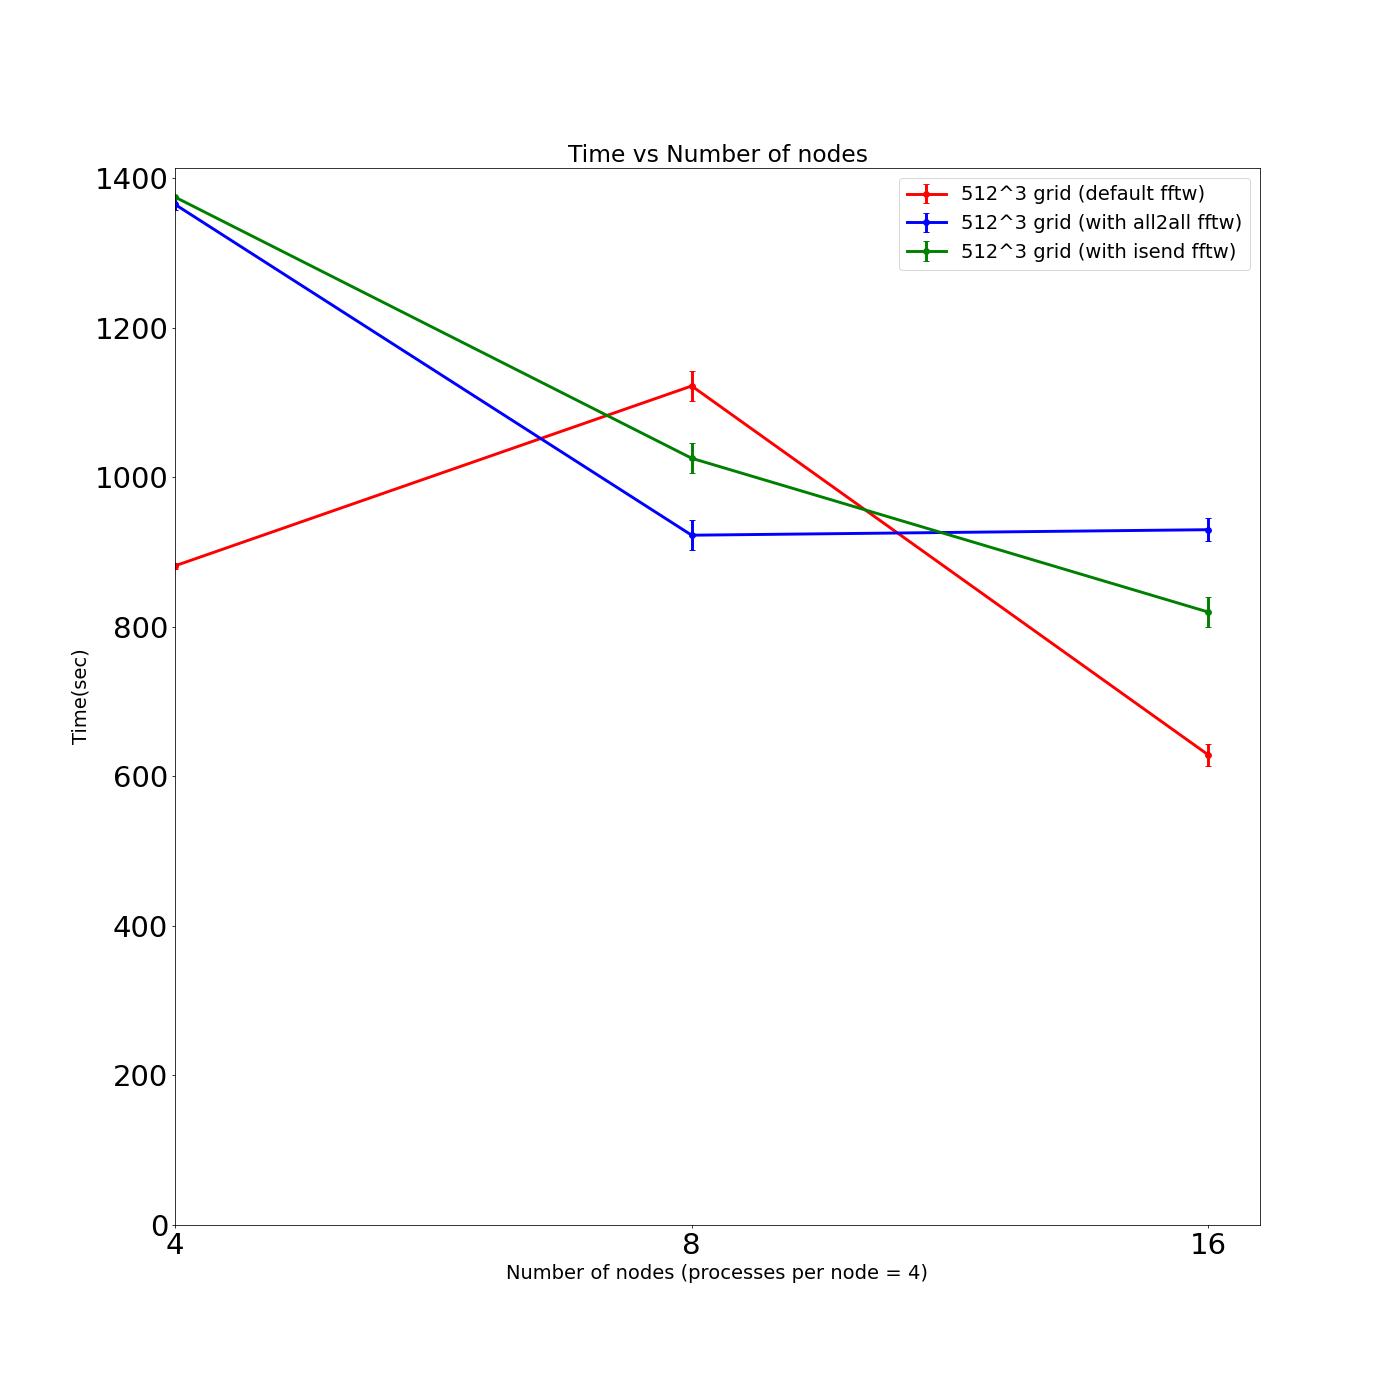 Time vs Number of nodes
512^3 grid (default fftw)
512^3 grid (with all2all fftw)
512^3 grid (with isend fftw)
1400
1200
1000
800
600
400
200
0
Time(sec)
4 8 16
Number of nodes (processes per node = 4)